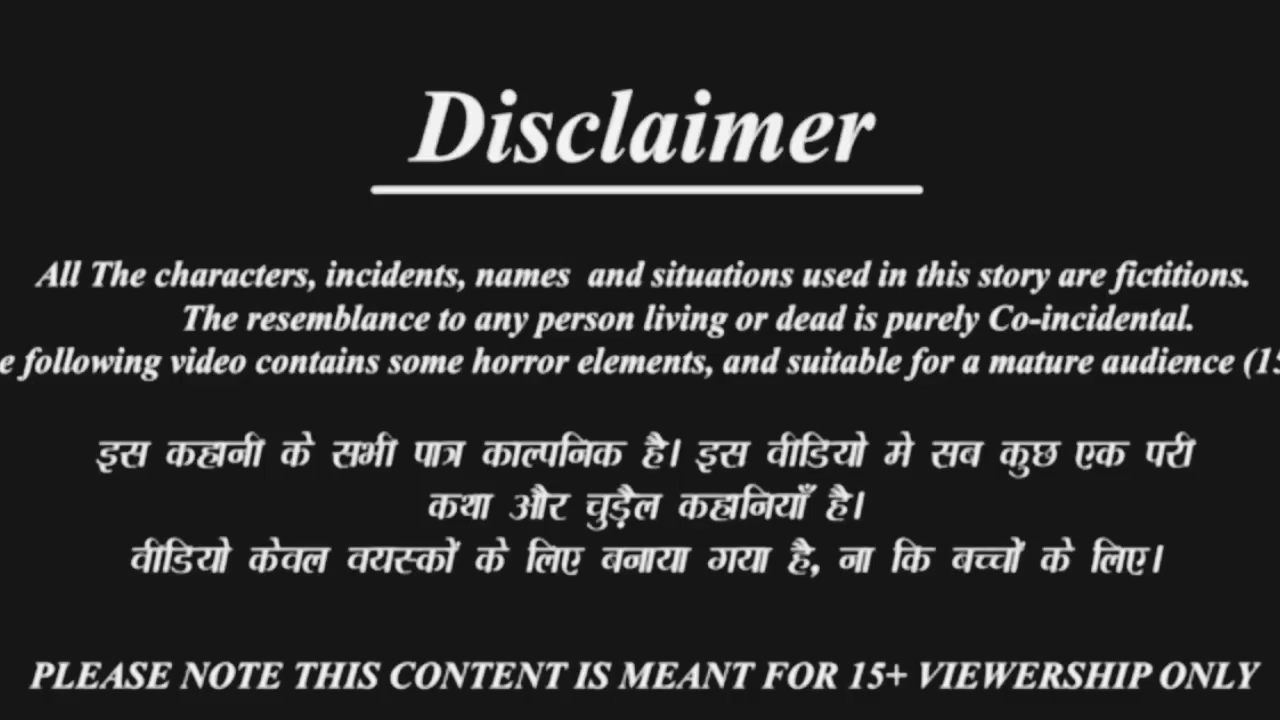 Disclaimer
All The characters, incidents, names and situations used in this story are fictitions.
The resemblance to any person living or dead is purely Co-incidental.
e following video contains some horror elements, and suitable for a mature audience (15
इस कहानी के सभी पात्र काल्पनिक है। इस वीडियो मे सब कुछ एक परी
कथा और चुड़ैल कहानियाँ है।
वीडियो केवल वयस्कों के लिए बनाया गया है, ना कि बच्चों के लिए।
PLEASE NOTE THIS CONTENT IS MEANT FOR 15+ VIEWERSHIP ONLY